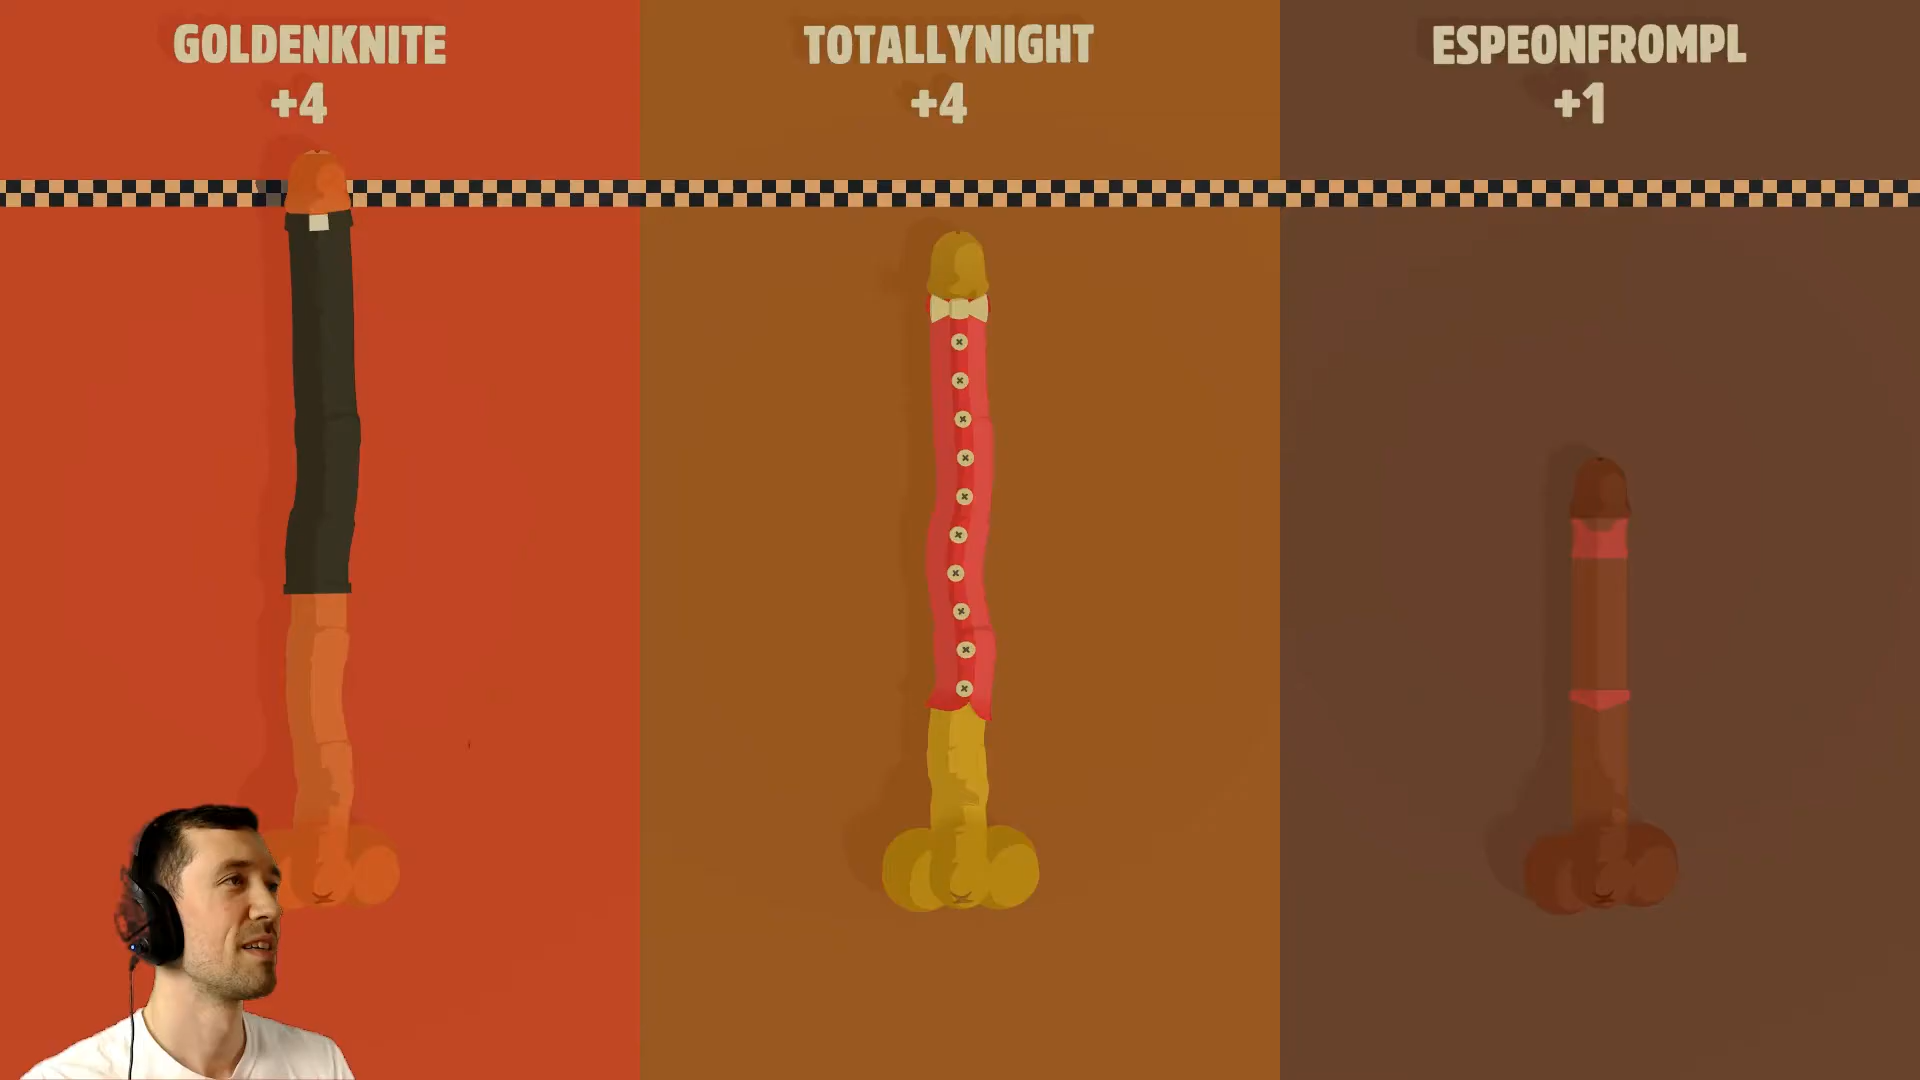 GOLDENKNITE
+4
TOTALLYNIGHT
+4
ESPEONFROMPL
+1